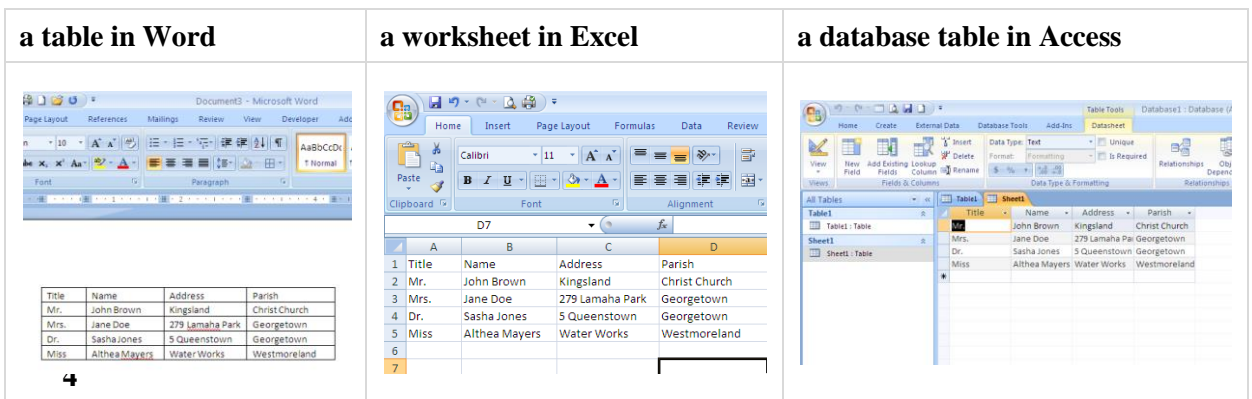 a table in Word
a worksheet in Excel
a database table in Access
Document3 - Microsoft Word
Page Layout References Mailings Review View Developer
10
AaBbCcDc
¶ Normal
Font Paragraph
Title Name Address Parish
Mr. John Brown Kingsland Christ Church
Mrs. Jane Doe 279 Lamaha Park Georgetown
Dr. Sasha Jones 5 Queenstown Georgetown
Miss Althea Mayers Water Works Westmoreland
Home Insert Page Layout Formulas Data Review
Paste
Calibri 11
B I U
Clipboard Font Alignment
D7 fx
A B C D
1 Title Name Address Parish
2 Mr. John Brown Kingsland Christ Church
3 Mrs. Jane Doe 279 Lamaha Park Georgetown
4 Dr. Sasha Jones 5 Queenstown Georgetown
5 Miss Althea Mayers Water Works Westmoreland
6
7
Table Tools Database1 : Database (A
Home Create External Data Database Tools Add-Ins Datasheet
View
New Field
Add Existing Fields
Lookup Column
Insert
Delete
Rename
Data Type: Text
Format: Formatting
Unique
Is Required
Relationships
Obj
Depend
Views Fields & Columns Data Type & Formatting Relationships
All Tables
Table1
Table1 : Table
Sheet1
Sheet1 : Table
Table1 Sheet1
Title Name Address Parish
Mr. John Brown Kingsland Christ Church
Mrs. Jane Doe 279 Lamaha Pa Georgetown
Dr. Sasha Jones 5 Queenstown Georgetown
Miss Althea Mayers Water Works Westmoreland